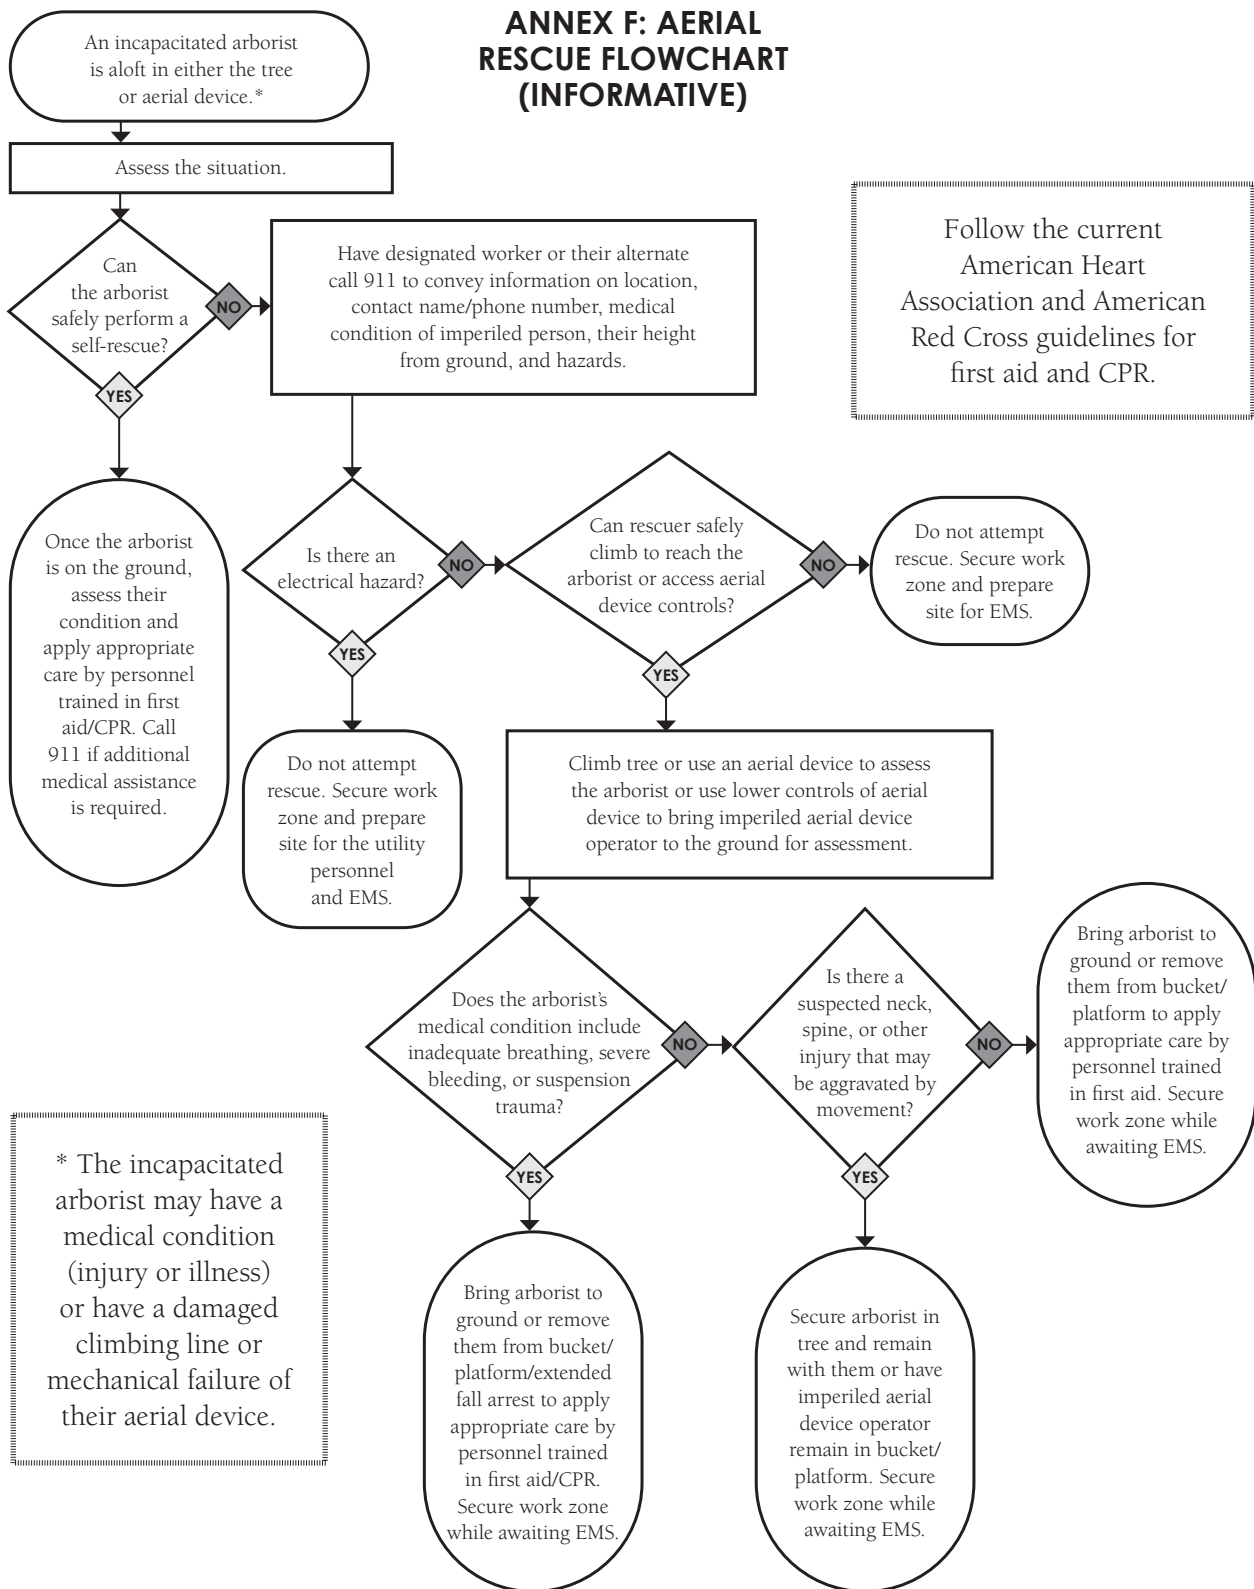 ANNEX F: AERIAL
RESCUE FLOWCHART
(INFORMATIVE)
An incapacitated arborist
is aloft in either the tree
or aerial device.*
Assess the situation.
Can
the arborist
safely perform a
self-rescue?
NO
YES
Have designated worker or their alternate
call 911 to convey information on location,
contact name/phone number, medical
condition of imperiled person, their height
from ground, and hazards.
Follow the current
American Heart
Association and American
Red Cross guidelines for
first aid and CPR.
Once the arborist
is on the ground,
assess their
condition and
apply appropriate
care by personnel
trained in first
aid/CPR. Call
911 if additional
medical assistance
is required.
Is there an
electrical hazard?
NO
YES
Can rescuer safely
climb to reach the
arborist or access aerial
device controls?
NO
YES
Do not attempt
rescue. Secure work
zone and prepare
site for EMS.
Do not attempt
rescue. Secure work
zone and prepare
site for the utility
personnel
and EMS.
Climb tree or use an aerial device to assess
the arborist or use lower controls of aerial
device to bring imperiled aerial device
operator to the ground for assessment.
Does the arborist's
medical condition include
inadequate breathing, severe
bleeding, or suspension
trauma?
NO
YES
Is there a
suspected neck,
spine, or other
injury that may
be aggravated by
movement?
NO
YES
Bring arborist to
ground or remove
them from bucket/
platform to apply
appropriate care by
personnel trained
in first aid. Secure
work zone while
awaiting EMS.
* The incapacitated
arborist may have a
medical condition
(injury or illness)
or have a damaged
climbing line or
mechanical failure of
their aerial device.
Bring arborist to
ground or remove
them from bucket/
platform/extended
fall arrest to apply
appropriate care by
personnel trained
in first aid/CPR.
Secure work zone
while awaiting EMS.
Secure arborist in
tree and remain
with them or have
imperiled aerial
device operator
remain in bucket/
platform. Secure
work zone while
awaiting EMS.